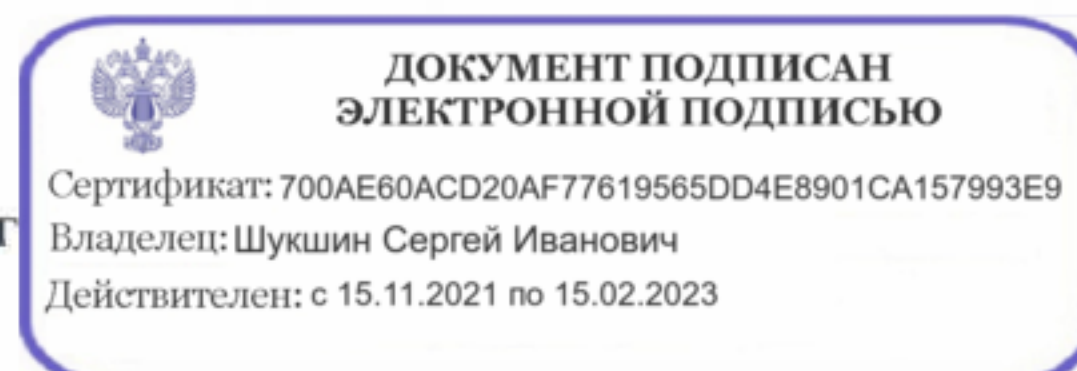 ДОКУМЕНТ ПОДПИСАН
ЭЛЕКТРОННОЙ ПОДПИСЬЮ
Сертификат: 700AE60ACD20AF77619565DD4E8901CA157993E9
Владелец: Шукшин Сергей Иванович
Действителен: с 15.11.2021 по 15.02.2023